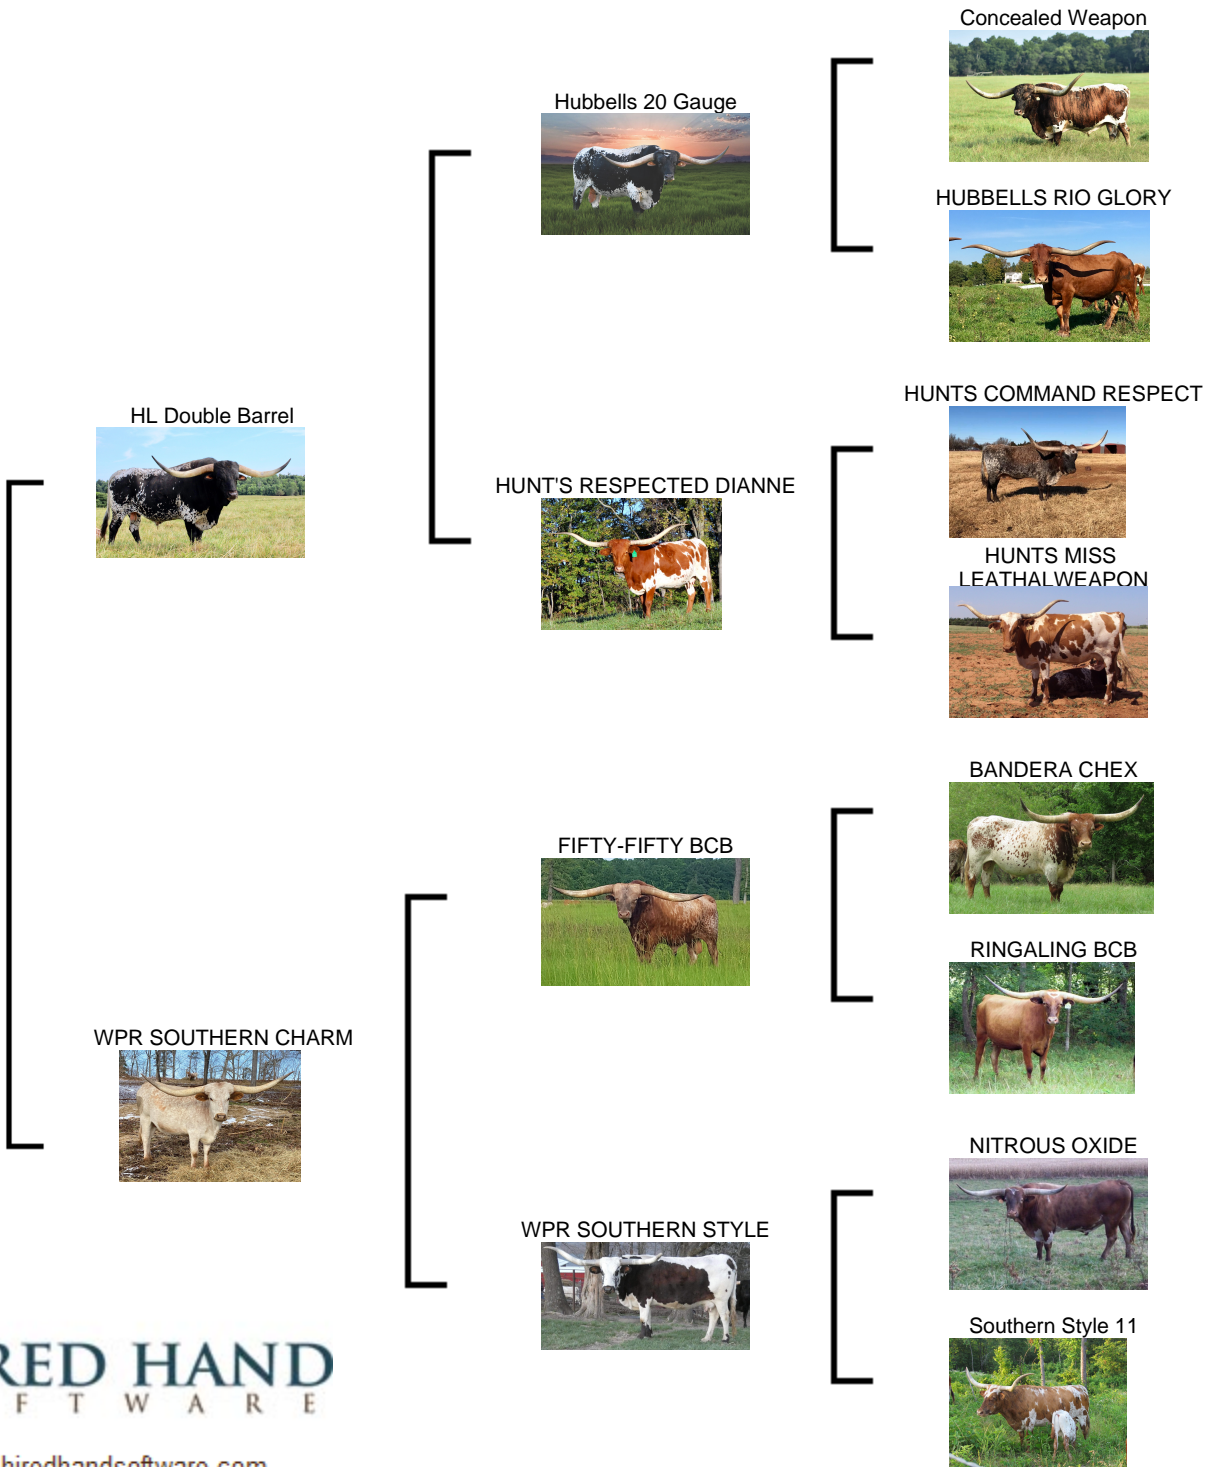 Concealed Weapon
Hubbells 20 Gauge
HUBBELLS RIO GLORY
HUNTS COMMAND RESPECT
HL Double Barrel
HUNT'S RESPECTED DIANNE
HUNTS MISS
LEATHALWEAPON
BANDERA CHEX
FIFTY-FIFTY BCB
RINGALING BCB
WPR SOUTHERN CHARM
NITROUS OXIDE
WPR SOUTHERN STYLE
Southern Style 11
RED HAND
F T W A R E
hiredhandsoftware.com